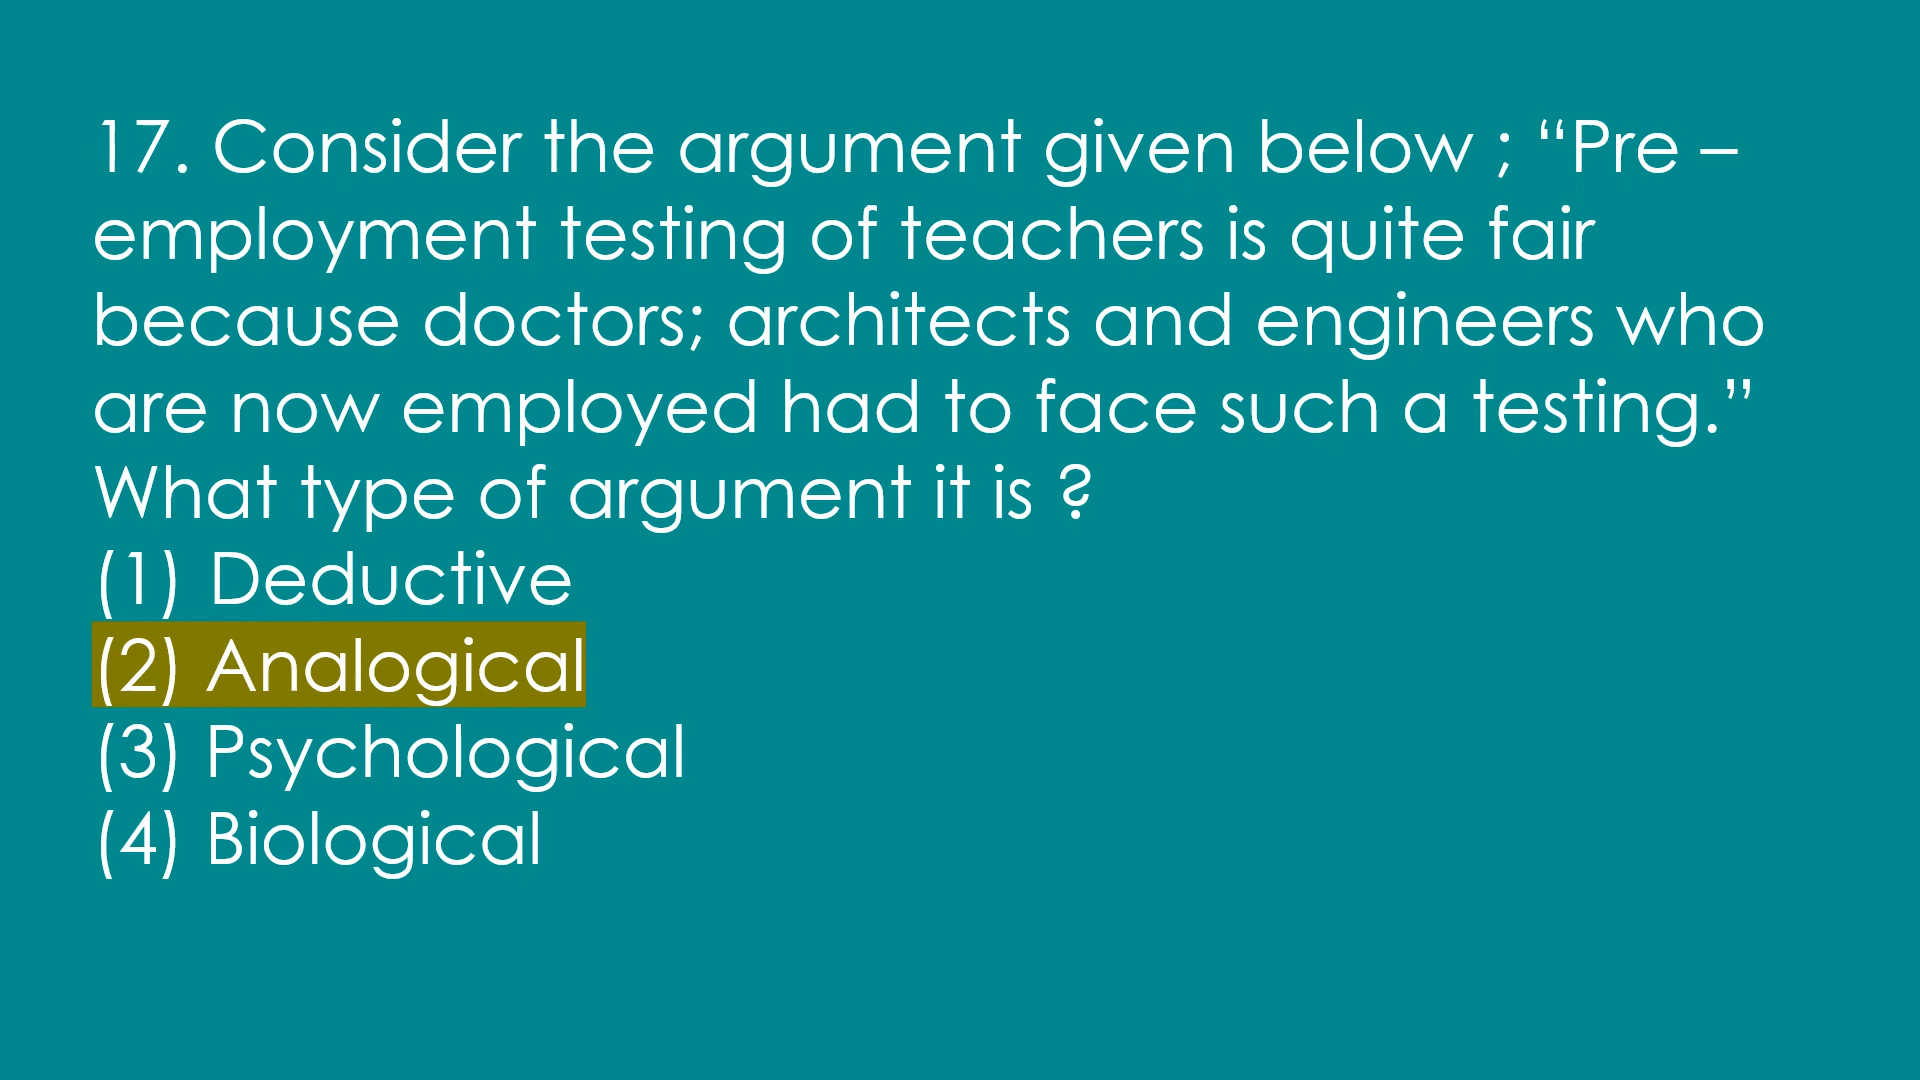 17. Consider the argument given below ; “Pre –
employment testing of teachers is quite fair
because doctors; architects and engineers who
are now employed had to face such a testing.”
What type of argument it is ?
(1) Deductive
(2) Analogical
(3) Psychological
(4) Biological